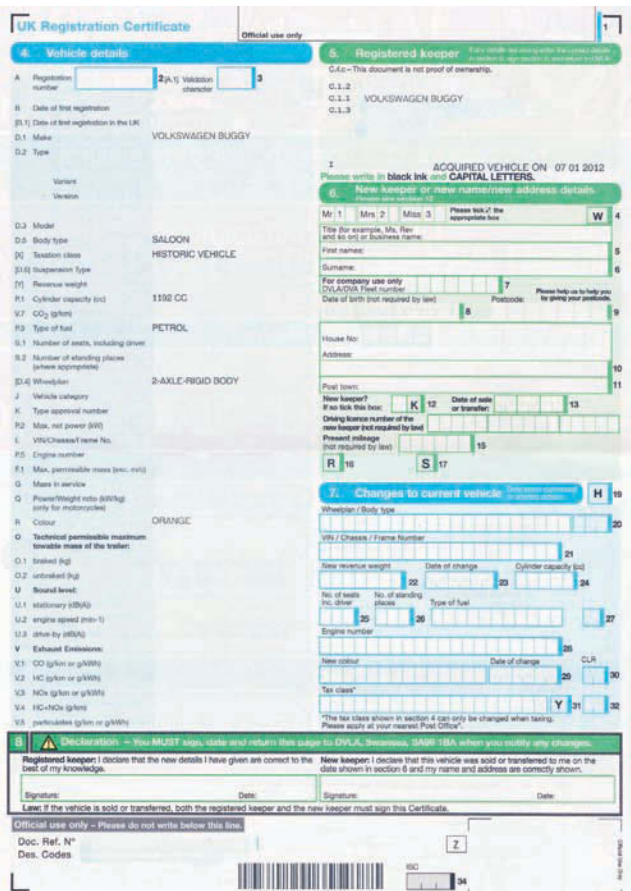 UK Registration Certificate
Official use only
1
4. Vehicle details
A Registration number 2 [A.1] Validation character 3
B Date of first registration
[B.1] Date of first registration in the UK
D.1 Make VOLKSWAGEN BUGGY
D.2 Type
Variant
Version
D.3 Model
D.5 Body type SALOON
[X] Taxation class HISTORIC VEHICLE
[D.6] Suspension Type
[Y] Revenue weight
P.1 Cylinder capacity (cc) 1192 CC
V.7 CO2 (g/km)
P.3 Type of fuel PETROL
S.1 Number of seats, including driver
S.2 Number of standing places
(where appropriate)
[D.4] Wheelplan 2-AXLE-RIGID BODY
J Vehicle category
K Type approval number
P.2 Max. net power (kW)
E VIN/Chassis/Frame No.
P.5 Engine number
F.1 Max. permissible mass (exc. m/c)
G Mass in service
Q Power/Weight ratio (kW/kg)
(only for motorcycles)
R Colour ORANGE
O Technical permissible maximum
towable mass of the trailer:
O.1 braked (kg)
O.2 unbraked (kg)
U Sound level:
U.1 stationary (dB(A))
U.2 engine speed (min-1)
U.3 drive-by (dB(A))
V Exhaust Emissions:
V.1 CO (g/km or g/kWh)
V.2 HC (g/km or g/kWh)
V.3 NOx (g/km or g/kWh)
V.4 HC+NOx (g/km)
V.5 particulates (g/km or g/kWh)
5. Registered keeper
C.4.c – This document is not proof of ownership.
C.1.2
C.1.1 VOLKSWAGEN BUGGY
C.1.3
I ACQUIRED VEHICLE ON 07 01 2012
Please write in black ink and CAPITAL LETTERS.
6. New keeper or new name/new address details
Please see section 12
Mr 1 Mrs 2 Miss 3 Please tick ✓ the appropriate box W 4
Title (for example, Ms, Rev
and so on) or business name:
First names: 5
Surname: 6
For company use only
DVLA/DVA Fleet number 7
Please help us to help you
by giving your postcode.
Date of birth (not required by law) 8 Postcode: 9
House No:
Address:
10
Post town: 11
New keeper?
If so tick this box: K 12 Date of sale or transfer: 13
Driving licence number of the
new keeper (not required by law)
Present mileage
(not required by law) 15
R 16 S 17
7. Changes to current vehicle H 19
Wheelplan / Body type
20
VIN / Chassis / Frame Number
21
New revenue weight Date of change Cylinder capacity (cc)
22 23 24
No. of seats inc. driver No. of standing places Type of fuel
25 26 27
Engine number
28
New colour Date of change CLR
29 30
Tax class*
Y 31 32
*The tax class shown in section 4 can only be changed when taxing.
Please apply at your nearest Post Office*.
8 Declaration – You MUST sign, date and return this page to DVLA, Swansea, SA99 1BA when you notify any changes.
Registered keeper: I declare that the new details I have given are correct to the
best of my knowledge.
New keeper: I declare that this vehicle was sold or transferred to me on the
date shown in section 6 and my name and address are correctly shown.
Signature: Date: Signature: Date:
Law: If the vehicle is sold or transferred, both the registered keeper and the new keeper must sign this Certificate.
Official use only – Please do not write below this line.
Doc. Ref. Nº
Des. Codes
Z
ISC
34